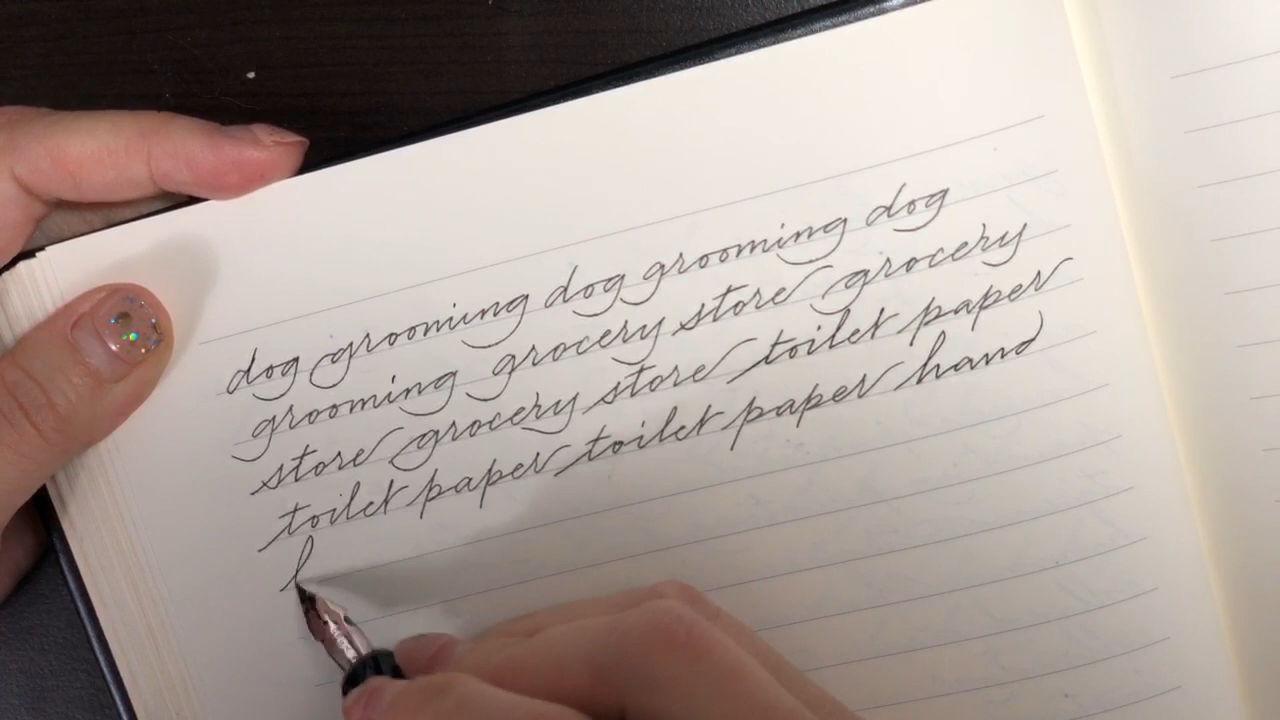 dog grooming dog grooming dog
grooming grocery store grocery
store grocery store toilet paper
toilet paper toilet paper hand